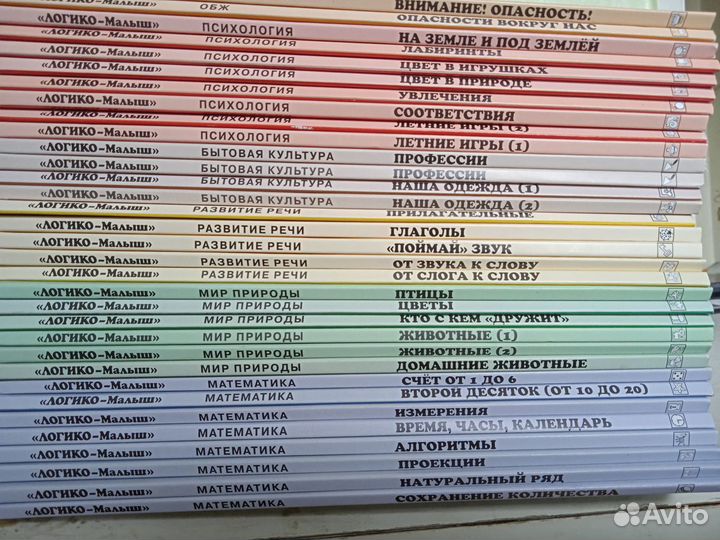 «ЛОГИКО–Малыш» ОБЖ ВНИМАНИЕ! ОПАСНОСТЬ!
ОПАСНОСТИ ВОКРУГ НАС
«ЛОГИКО–Малыш» ПСИХОЛОГИЯ НА ЗЕМЛЕ И ПОД ЗЕМЛЁЙ
«ЛОГИКО–Малыш» ПСИХОЛОГИЯ ЛАБИРИНТЫ
«ЛОГИКО–Малыш» ПСИХОЛОГИЯ ЦВЕТ В ИГРУШКАХ
«ЛОГИКО–Малыш» ПСИХОЛОГИЯ ЦВЕТ В ПРИРОДЕ
«ЛОГИКО–Малыш» ПСИХОЛОГИЯ УВЛЕЧЕНИЯ
«ЛОГИКО–Малыш» ПСИХОЛОГИЯ СООТВЕТСТВИЯ
«ЛОГИКО–Малыш» ПСИХОЛОГИЯ ЛЕТНИЕ ИГРЫ (2)
«ЛОГИКО–Малыш» ПСИХОЛОГИЯ ЛЕТНИЕ ИГРЫ (1)
«ЛОГИКО–Малыш» БЫТОВАЯ КУЛЬТУРА ПРОФЕССИИ
«ЛОГИКО–Малыш» БЫТОВАЯ КУЛЬТУРА ПРОФЕССИИ
«ЛОГИКО–Малыш» БЫТОВАЯ КУЛЬТУРА НАША ОДЕЖДА (1)
«ЛОГИКО–Малыш» БЫТОВАЯ КУЛЬТУРА НАША ОДЕЖДА (2)
«ЛОГИКО–Малыш» РАЗВИТИЕ РЕЧИ ПРИЛАГАТЕЛЬНЫЕ
«ЛОГИКО–Малыш» РАЗВИТИЕ РЕЧИ ГЛАГОЛЫ
«ЛОГИКО–Малыш» РАЗВИТИЕ РЕЧИ «ПОЙМАЙ» ЗВУК
«ЛОГИКО–Малыш» РАЗВИТИЕ РЕЧИ ОТ ЗВУКА К СЛОВУ
«ЛОГИКО–Малыш» РАЗВИТИЕ РЕЧИ ОТ СЛОГА К СЛОВУ
«ЛОГИКО–Малыш» МИР ПРИРОДЫ ПТИЦЫ
«ЛОГИКО–Малыш» МИР ПРИРОДЫ ЦВЕТЫ
«ЛОГИКО–Малыш» МИР ПРИРОДЫ КТО С КЕМ «ДРУЖИТ»
«ЛОГИКО–Малыш» МИР ПРИРОДЫ ЖИВОТНЫЕ (1)
«ЛОГИКО–Малыш» МИР ПРИРОДЫ ЖИВОТНЫЕ (2)
«ЛОГИКО–Малыш» МИР ПРИРОДЫ ДОМАШНИЕ ЖИВОТНЫЕ
«ЛОГИКО–Малыш» МАТЕМАТИКА СЧЁТ ОТ 1 ДО 6
«ЛОГИКО–Малыш» МАТЕМАТИКА ВТОРОЙ ДЕСЯТОК (ОТ 10 ДО 20)
«ЛОГИКО–Малыш» МАТЕМАТИКА ИЗМЕРЕНИЯ
«ЛОГИКО–Малыш» МАТЕМАТИКА ВРЕМЯ, ЧАСЫ, КАЛЕНДАРЬ
«ЛОГИКО–Малыш» МАТЕМАТИКА АЛГОРИТМЫ
«ЛОГИКО–Малыш» МАТЕМАТИКА ПРОЕКЦИИ
«ЛОГИКО–Малыш» МАТЕМАТИКА НАТУРАЛЬНЫЙ РЯД
«ЛОГИКО–Малыш» МАТЕМАТИКА СОХРАНЕНИЕ КОЛИЧЕСТВА
Avito